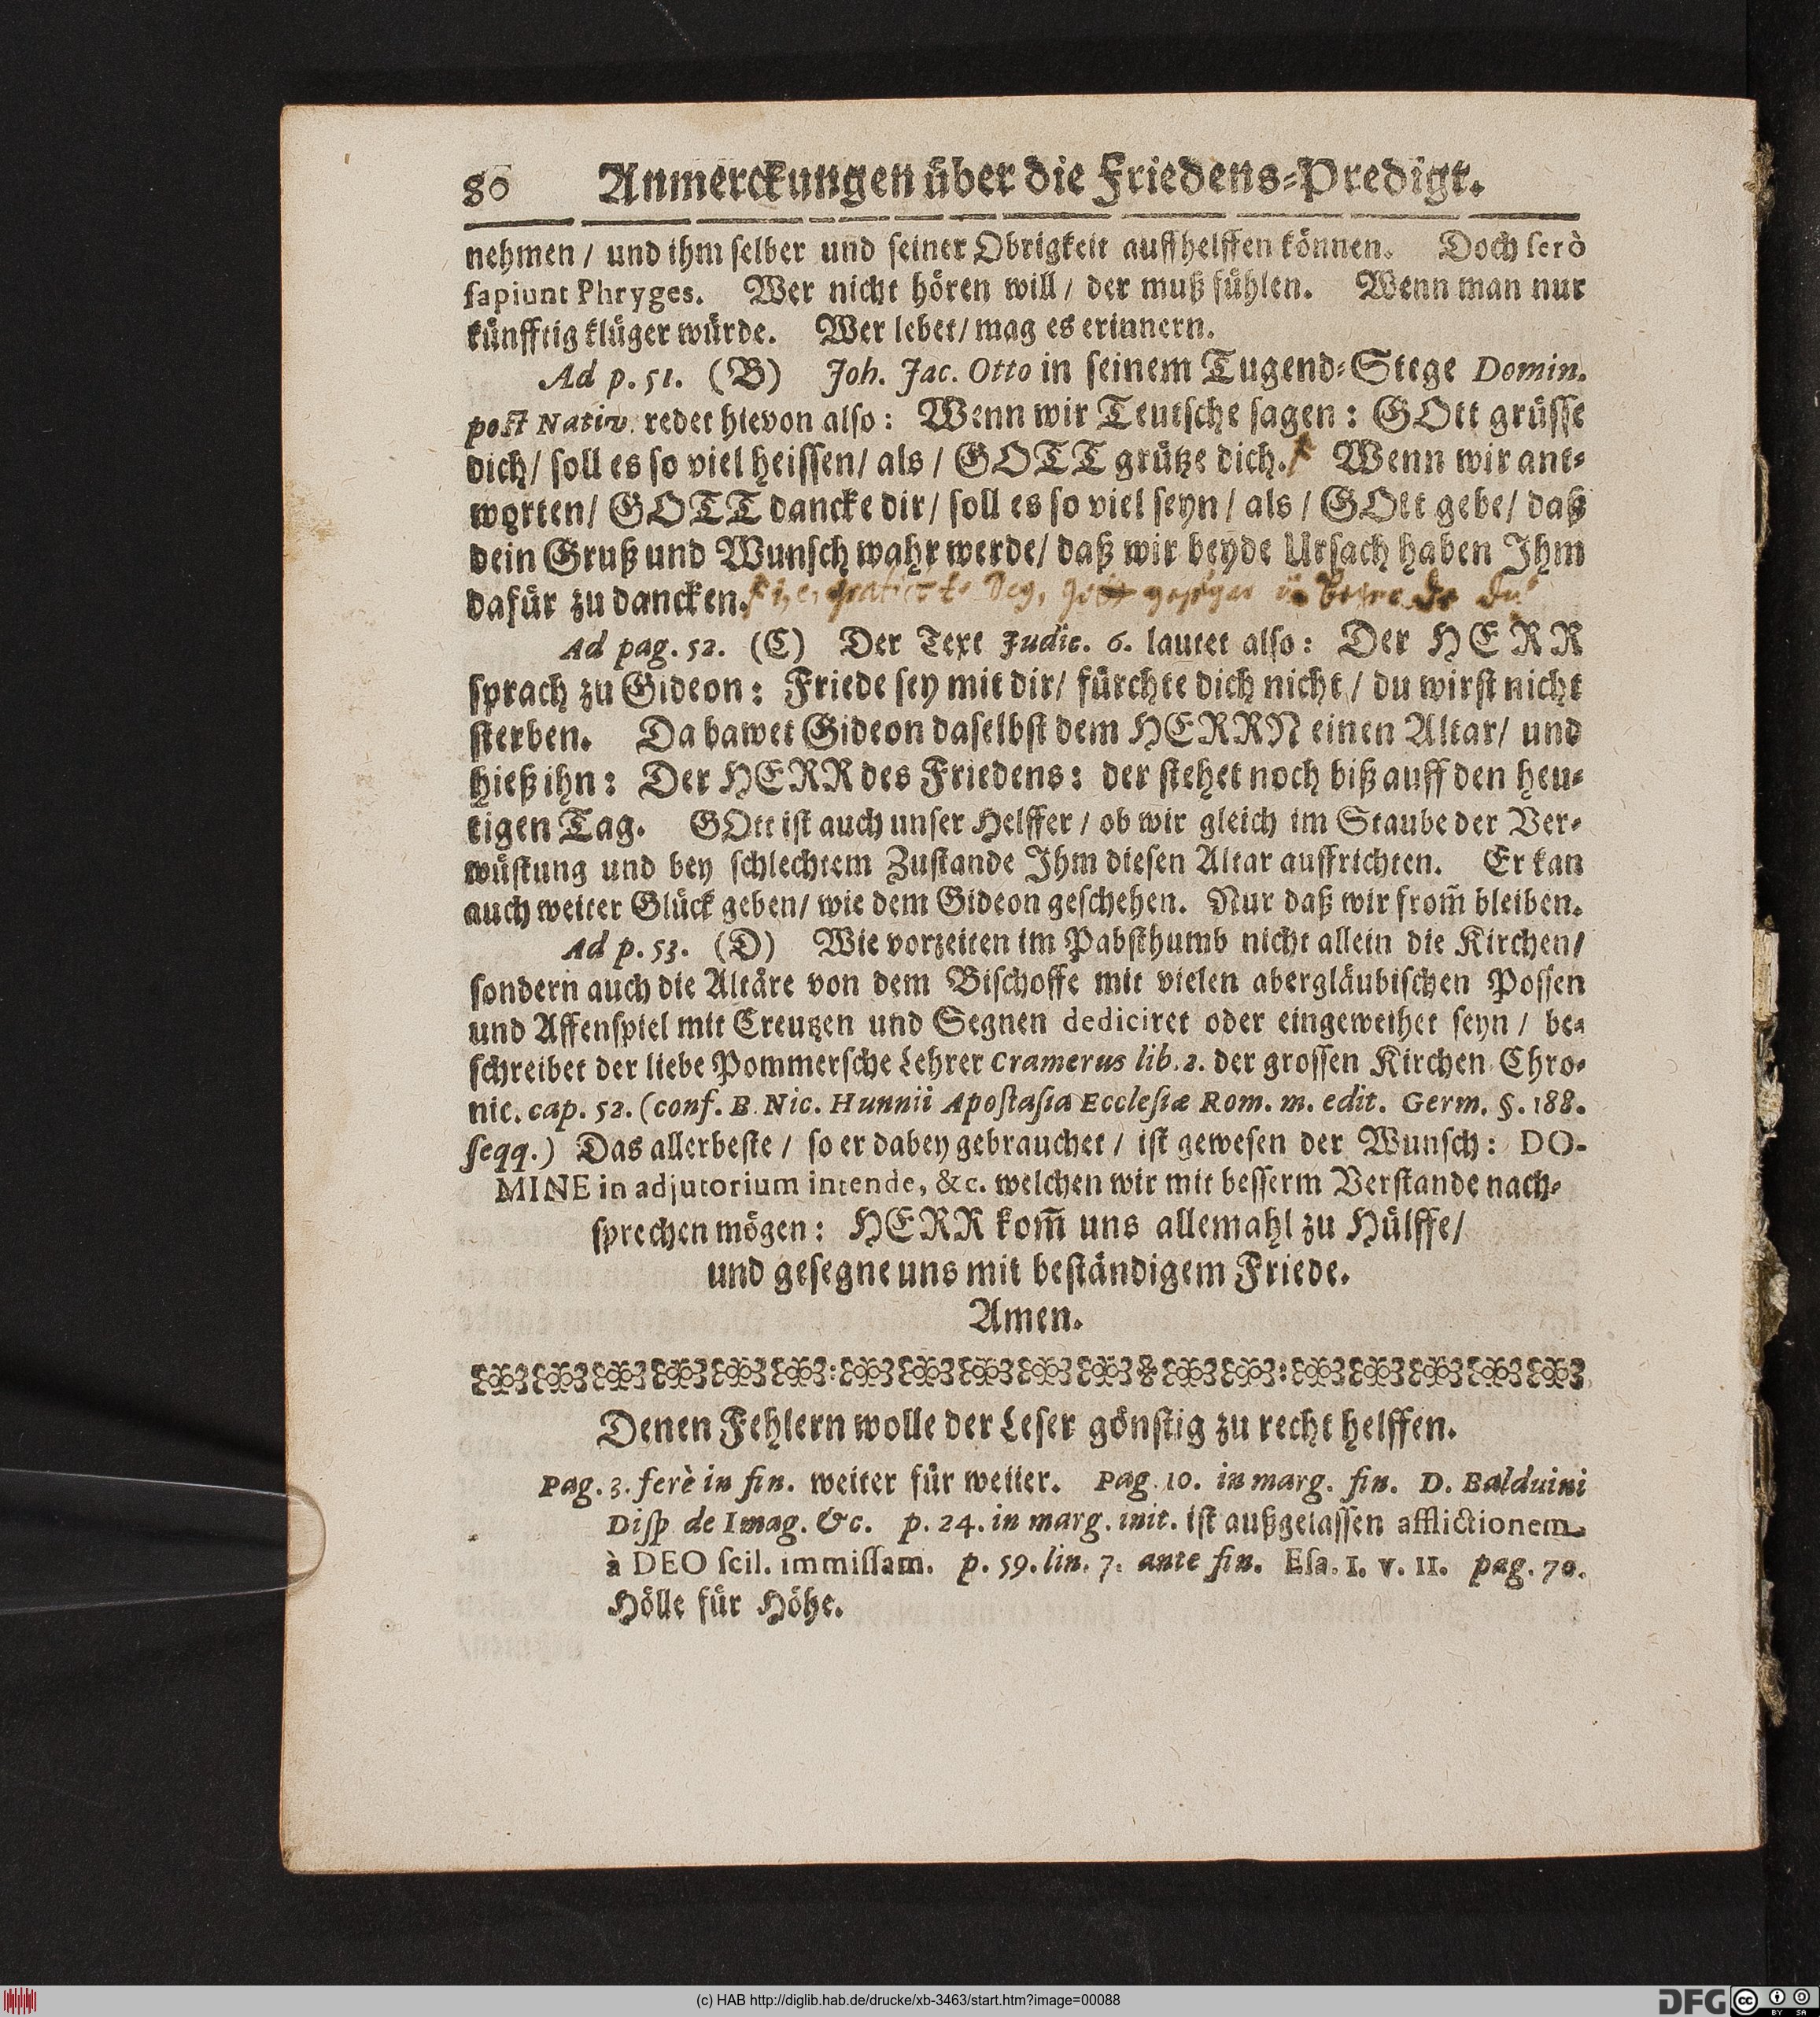 80 Anmerckungen über die Friedens-Predigt.
nehmen / und ihm selber und seiner Obrigkeit auffhelffen können. Doch serò
sapiunt Phryges. Wer nicht hören will / der muß fühlen. Wenn man nur
künfftig klüger würde. Wer lebet / mag es erinnern.
Ad p. 51. (B) Joh. Jac. Otto in seinem Tugend-Stege Domin.
post Nativ. redet hievon also: Wenn wir Teutsche sagen: GOtt grüsse
dich / soll es so viel heissen / als / GOTT grütze dich. Wenn wir ant-
worten / GOTT dancke dir / soll es so viel seyn / als / GOtt gebe / daß
dein Gruß und Wunsch wahr werde / daß wir beyde Ursach haben Ihm
dafür zu dancken.
Ad pag. 52. (C) Der Text Judic. 6. lautet also: Der HERR
sprach zu Gideon: Friede sey mit dir / fürchte dich nicht / du wirst nicht
sterben. Da bawet Gideon daselbst dem HERRN einen Altar / und
hieß ihn: Der HERR des Friedens: der stehet noch biß auff den heu-
tigen Tag. GOtt ist auch unser Helffer / ob wir gleich im Staube der Ver-
wüstung und bey schlechtem Zustande Ihm diesen Altar auffrichten. Er kan
auch weiter Glück geben / wie dem Gideon geschehen. Nur daß wir from̃ bleiben.
Ad p. 53. (D) Wie vorzeiten im Pabsthumb nicht allein die Kirchen /
sondern auch die Altäre von dem Bischoffe mit vielen abergläubischen Possen
und Affenspiel mit Creutzen und Segnen dediciret oder eingeweihet seyn / be-
schreibet der liebe Pommersche Lehrer Cramerus lib. 2. der grossen Kirchen Chro-
nic. cap. 52. (conf. B. Nic. Hunnii Apostasia Ecclesiæ Rom. m. edit. Germ. §. 188.
seqq.) Das allerbeste / so er dabey gebrauchet / ist gewesen der Wunsch: DO-
MINE in adjutorium intende, &c. welchen wir mit besserm Verstande nach-
sprechen mögen: HERR kom̃ uns allemahl zu Hülffe /
und gesegne uns mit beständigem Friede.
Amen.
Denen Fehlern wolle der Leser gönstig zu recht helffen.
Pag. 3. ferè in fin. weiter für weiter. Pag. 10. in marg. fin. D. Balduini
Disp de Imag. &c. p. 24. in marg. init. ist außgelassen afflictionem
à DEO scil. immissam. p. 59. lin. 7. ante fin. Esa. I. v. II. pag. 70.
Hölle für Höhe.
(c) HAB http://diglib.hab.de/drucke/xb-3463/start.htm?image=00088
DFG cc BY SA